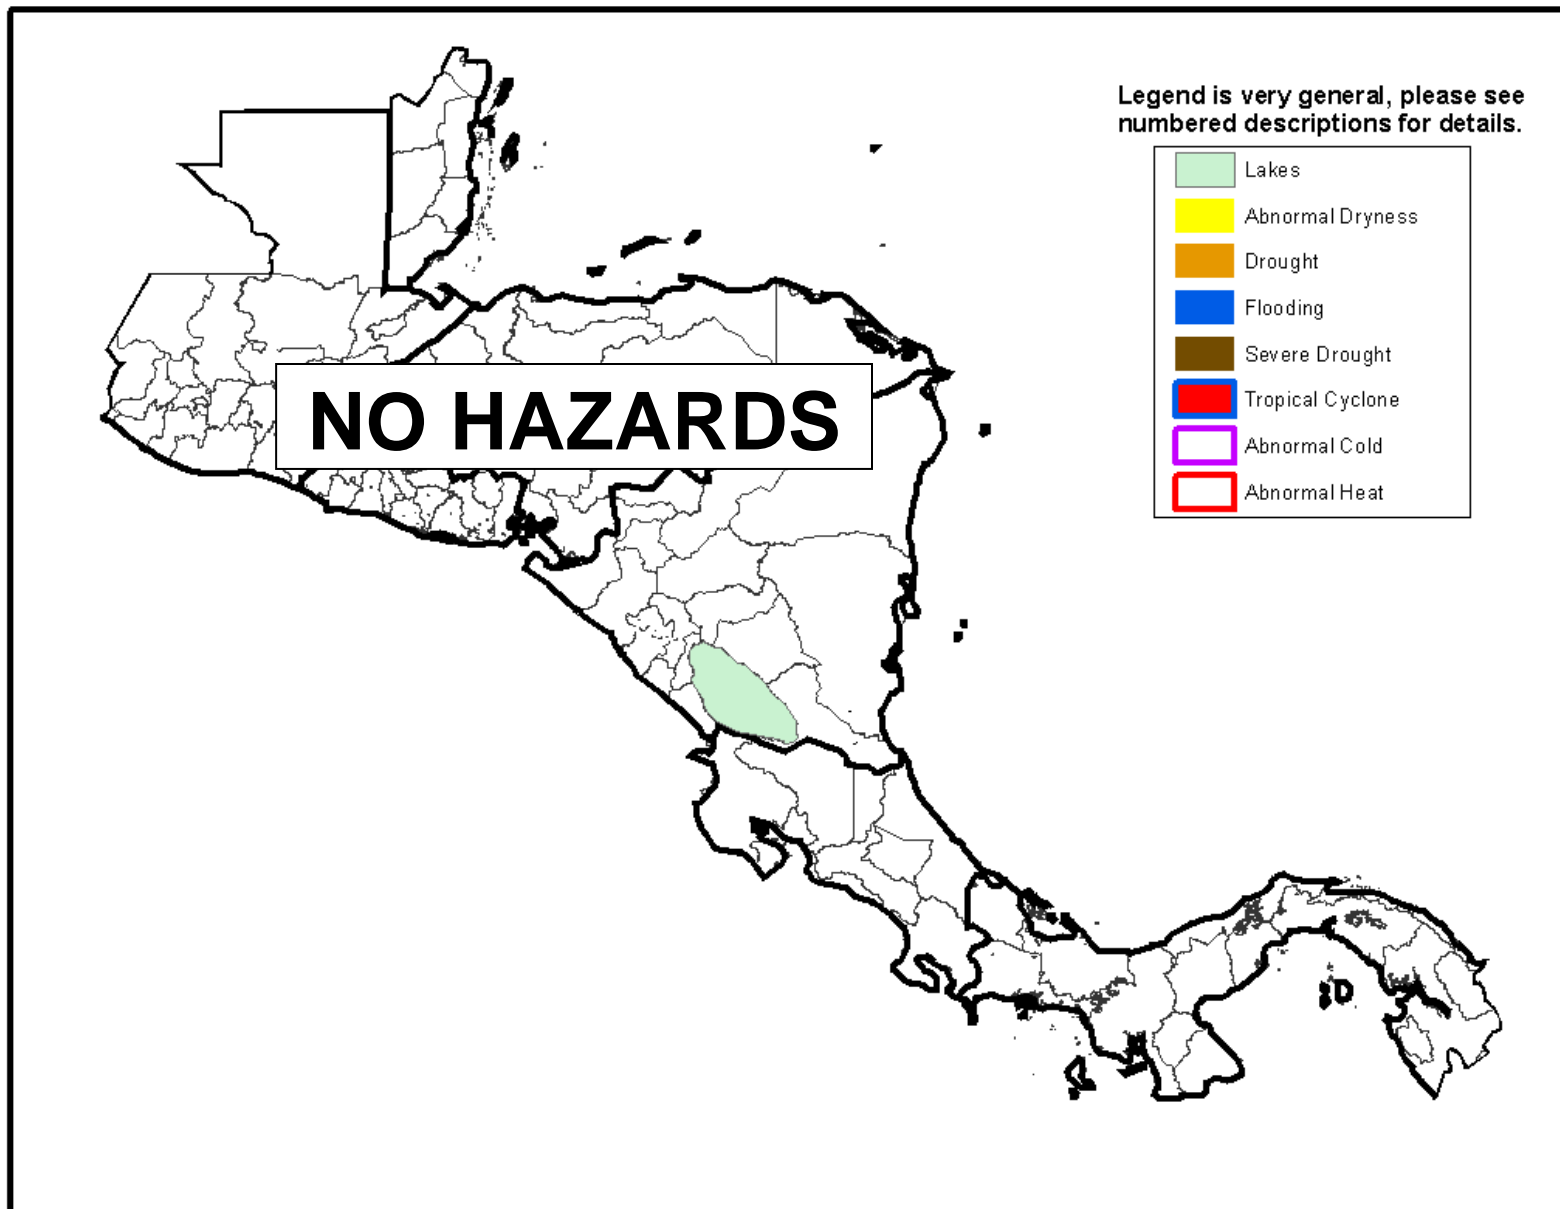 Legend is very general, please see
numbered descriptions for details.
Lakes
Abnormal Dryness
Drought
Flooding
Severe Drought
Tropical Cyclone
Abnormal Cold
Abnormal Heat
NO HAZARDS